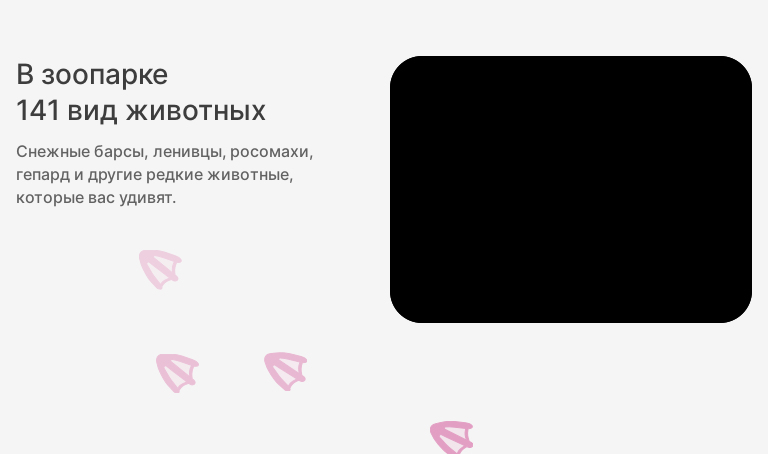 В зоопарке
141 вид животных
Снежные барсы, ленивцы, росомахи,
гепард и другие редкие животные,
которые вас удивят.